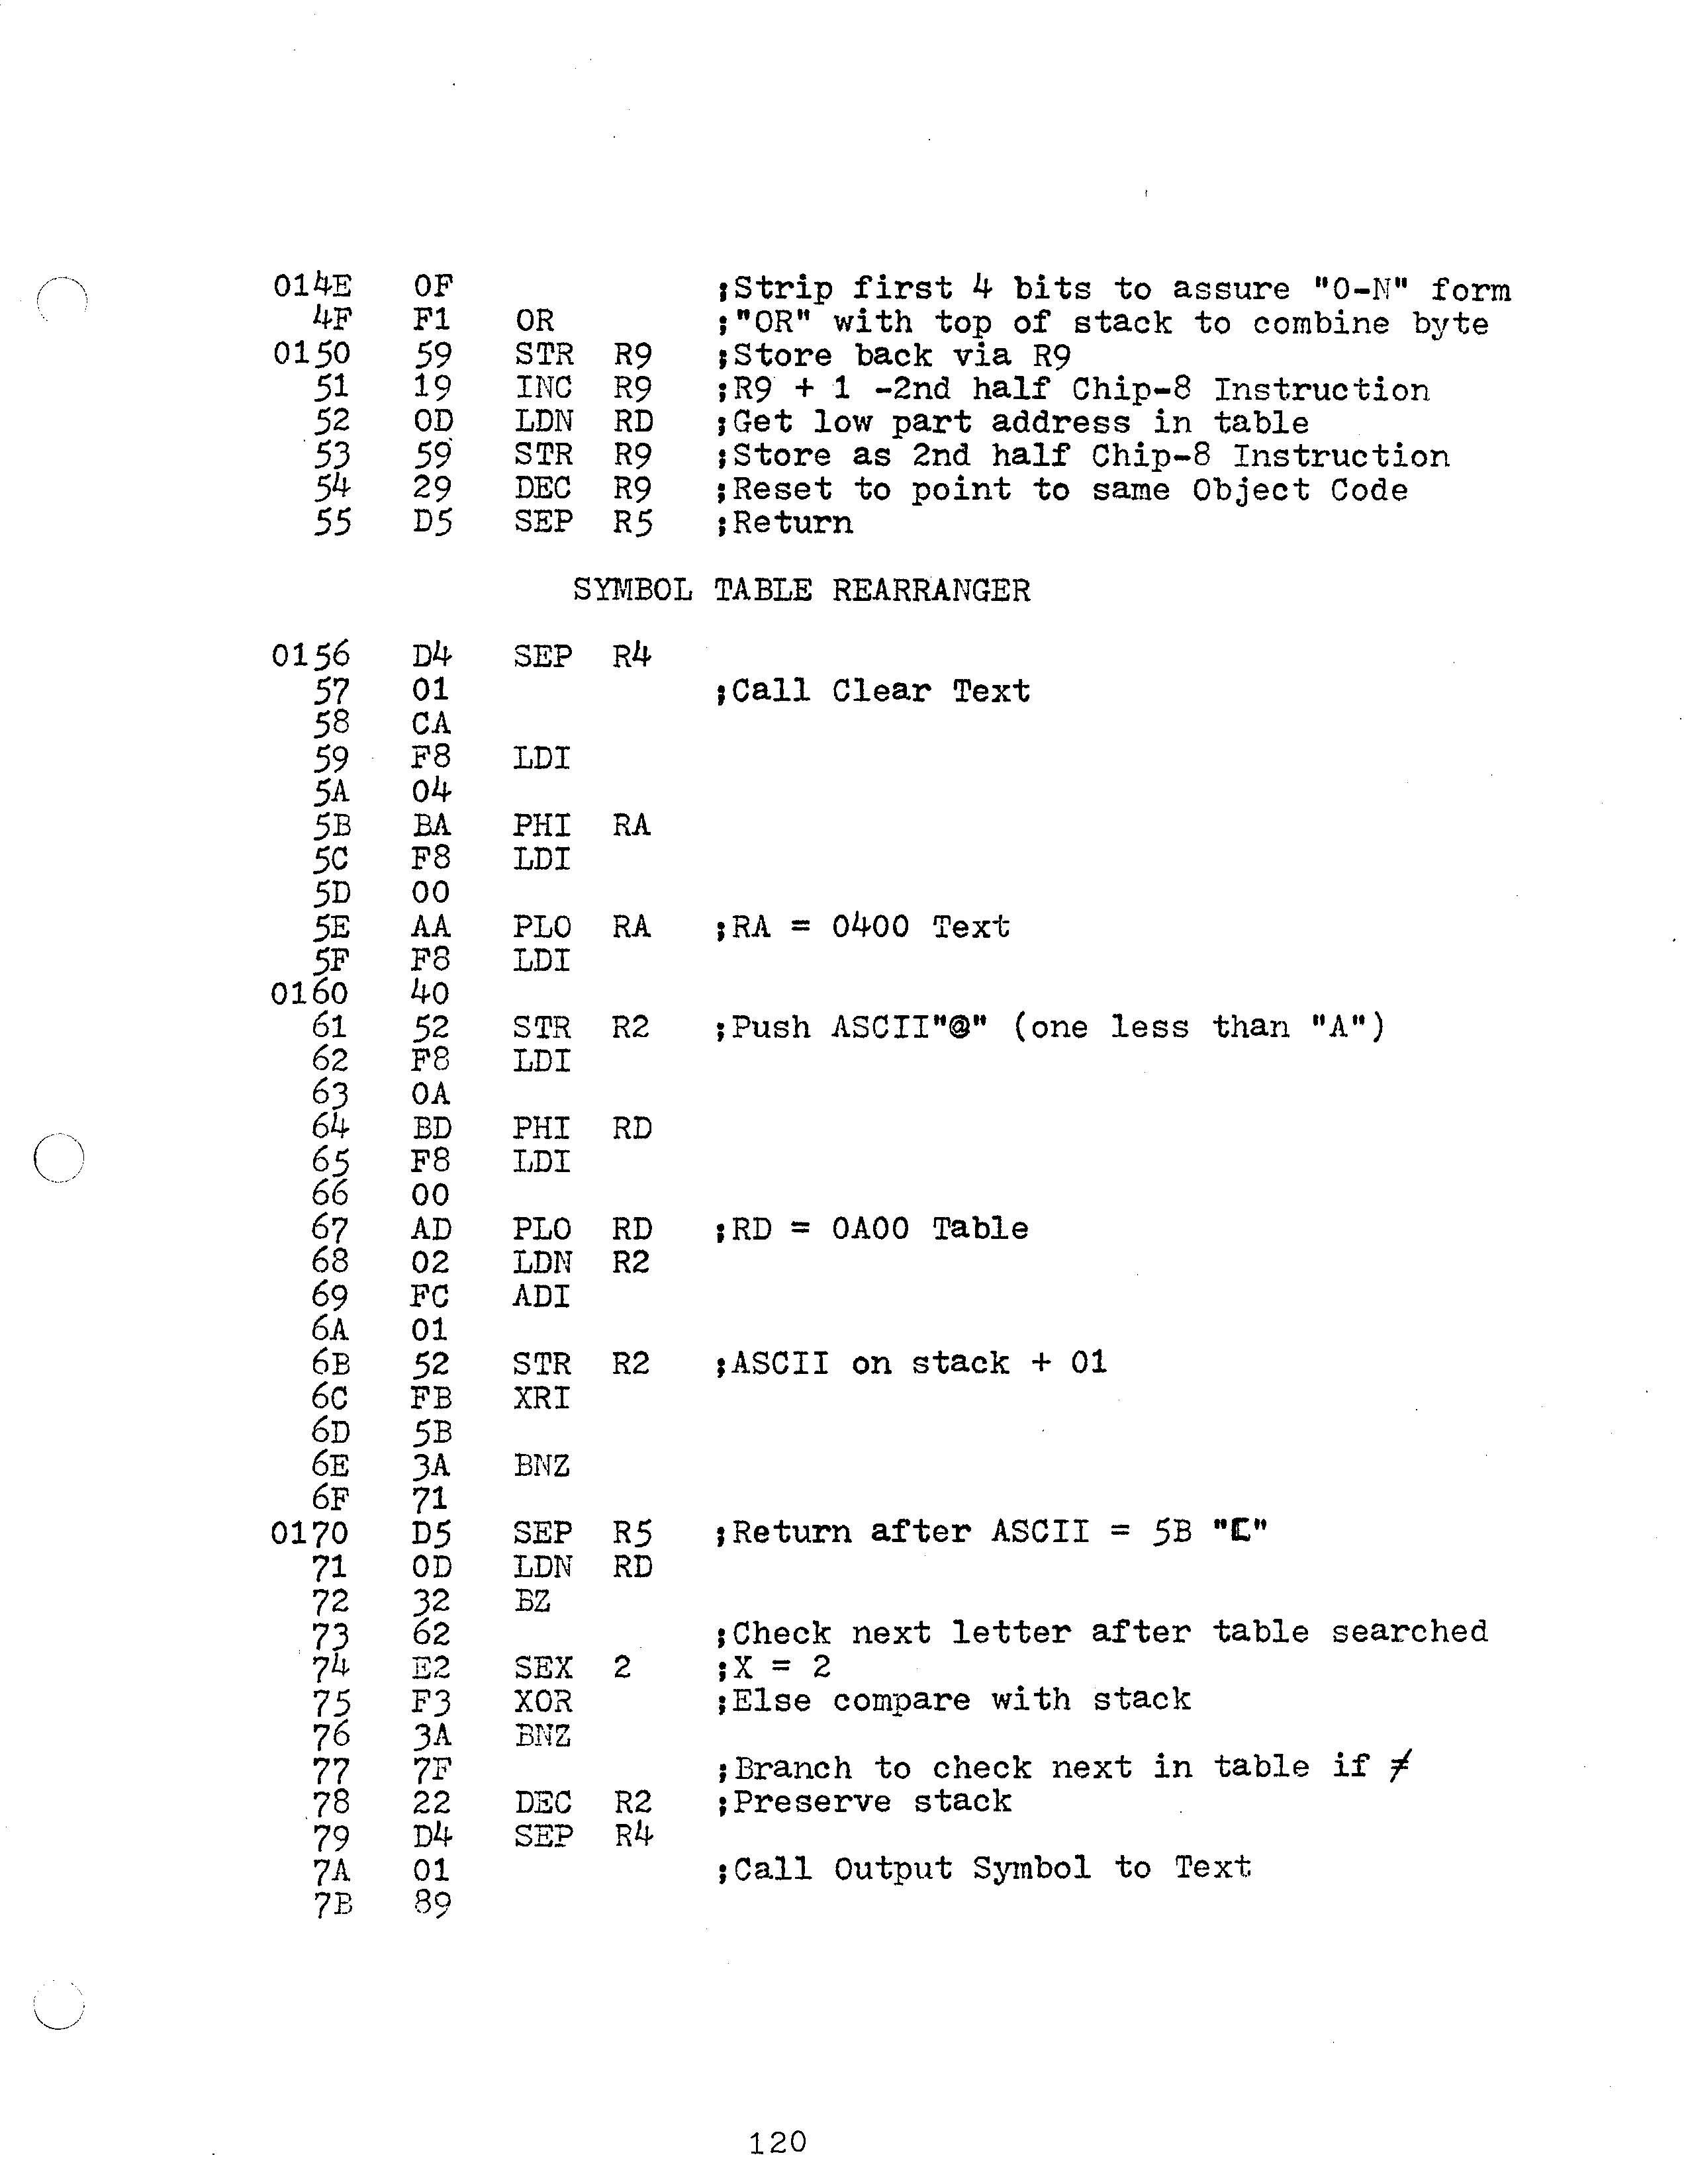 014E 0F ;Strip first 4 bits to assure "0-N" form
4F F1 OR ;"OR" with top of stack to combine byte
0150 59 STR R9 ;Store back via R9
51 19 INC R9 ;R9 + 1 -2nd half Chip-8 Instruction
52 0D LDN RD ;Get low part address in table
53 59 STR R9 ;Store as 2nd half Chip-8 Instruction
54 29 DEC R9 ;Reset to point to same Object Code
55 D5 SEP R5 ;Return
SYMBOL TABLE REARRANGER
0156 D4 SEP R4
57 01 ;Call Clear Text
58 CA
59 F8 LDI
5A 04
5B BA PHI RA
5C F8 LDI
5D 00
5E AA PLO RA ;RA = 0400 Text
5F F8 LDI
0160 40
61 52 STR R2 ;Push ASCII"@" (one less than "A")
62 F8 LDI
63 0A
64 BD PHI RD
65 F8 LDI
66 00
67 AD PLO RD ;RD = 0A00 Table
68 02 LDN R2
69 FC ADI
6A 01
6B 52 STR R2 ;ASCII on stack + 01
6C FB XRI
6D 5B
6E 3A BNZ
6F 71
0170 D5 SEP R5 ;Return after ASCII = 5B "["
71 0D LDN RD
72 32 BZ
73 62 ;Check next letter after table searched
74 E2 SEX 2 ;X = 2
75 F3 XOR ;Else compare with stack
76 3A BNZ
77 7F ;Branch to check next in table if ≠
78 22 DEC R2 ;Preserve stack
79 D4 SEP R4
7A 01 ;Call Output Symbol to Text
7B 89
120